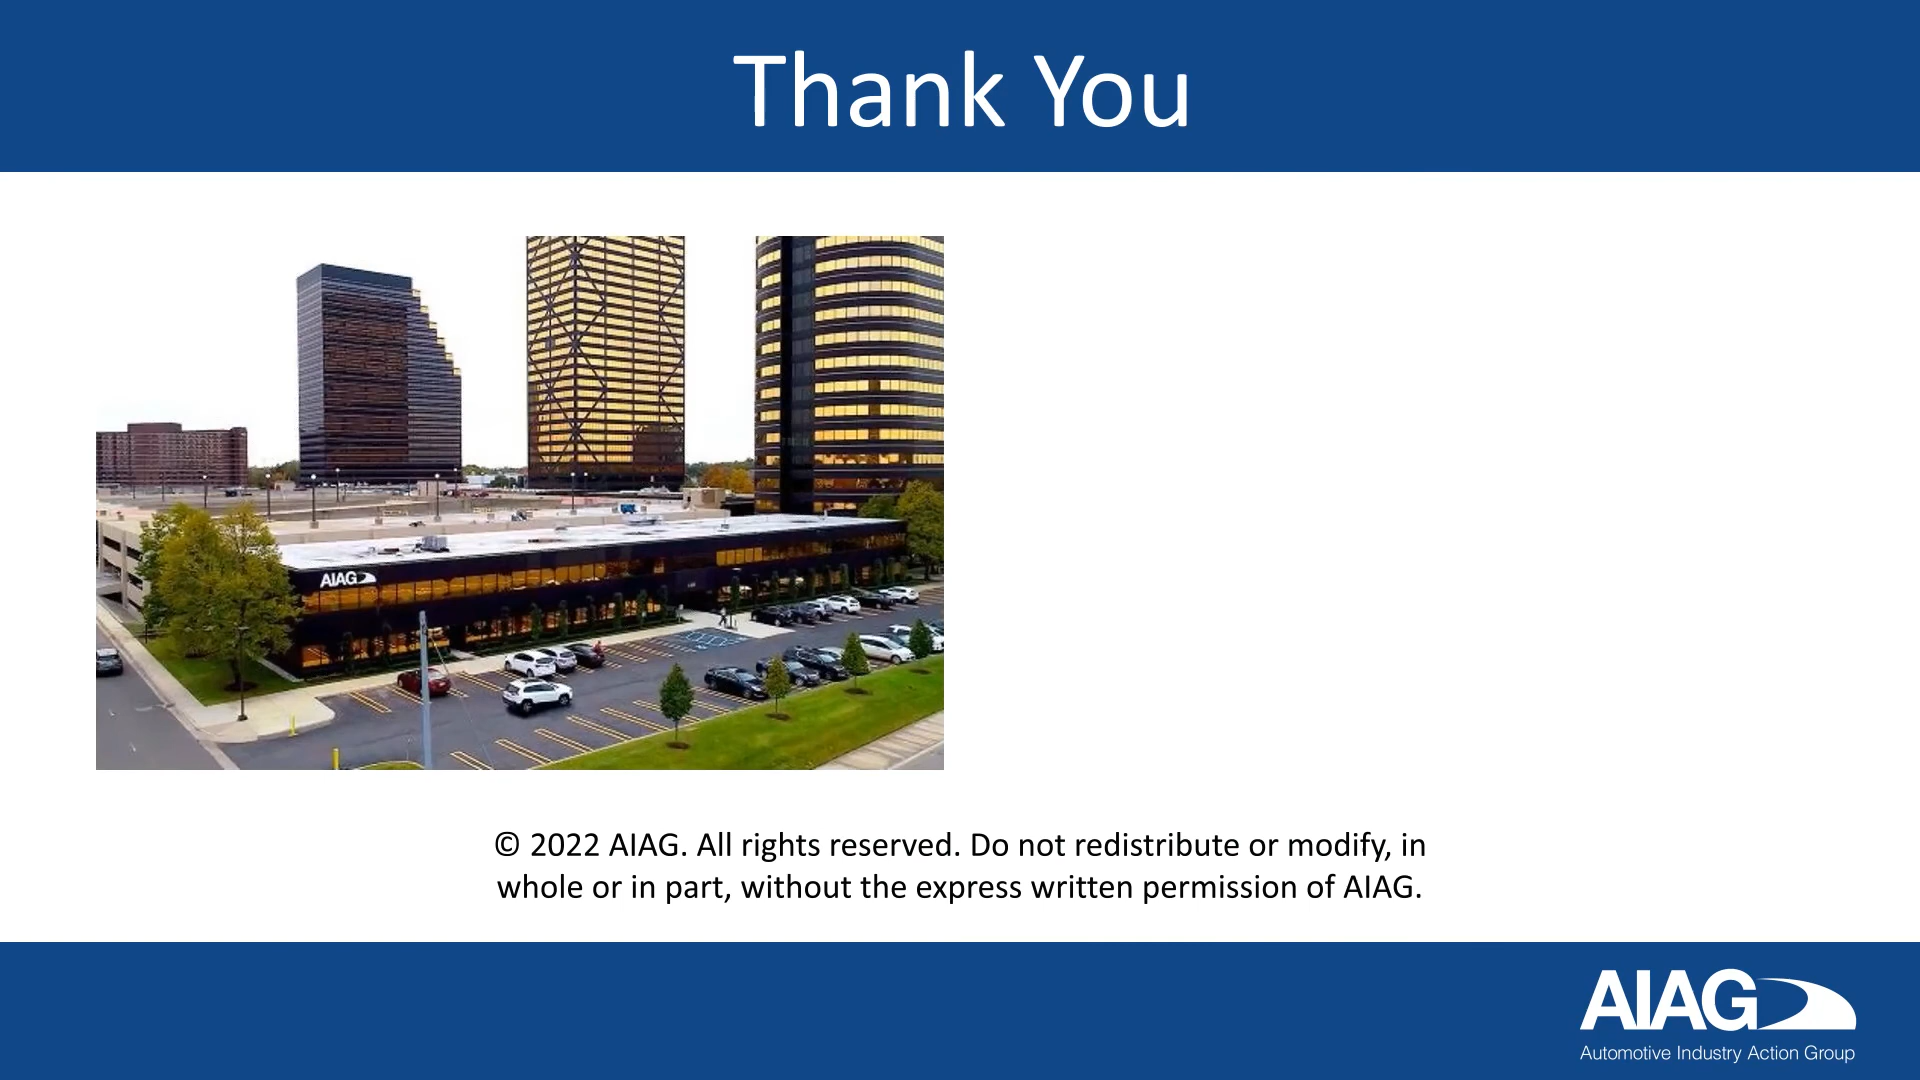 Thank You
AIAG
© 2022 AIAG. All rights reserved. Do not redistribute or modify, in
whole or in part, without the express written permission of AIAG.
AIAG
Automotive Industry Action Group